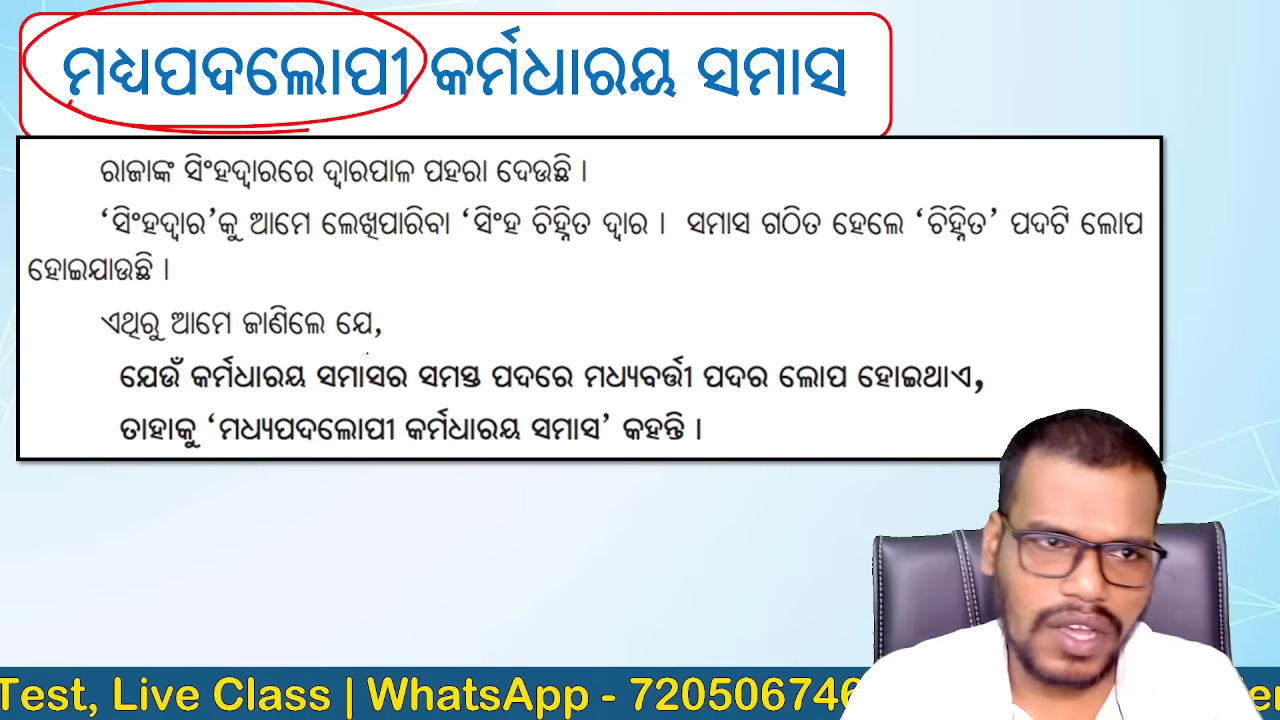 ମଧ୍ୟପଦଲୋପୀ କର୍ମଧାରୟ ସମାସ
ରାଜାଙ୍କ ସିଂହଦ୍ୱାରରେ ଦ୍ୱାରପାଳ ପହରା ଦେଉଛି ।
‘ସିଂହଦ୍ୱାର’କୁ ଆମେ ଲେଖିପାରିବା ‘ସିଂହ ଚିହ୍ନିତ ଦ୍ୱାର । ସମାସ ଗଠିତ ହେଲେ ‘ଚିହ୍ନିତ’ ପଦଟି ଲୋପ
ହୋଇଯାଉଛି ।
ଏଥିରୁ ଆମେ ଜାଣିଲେ ଯେ,
ଯେଉଁ କର୍ମଧାରୟ ସମାସର ସମସ୍ତ ପଦରେ ମଧ୍ୟବର୍ତ୍ତୀ ପଦର ଲୋପ ହୋଇଥାଏ,
ତାହାକୁ ‘ମଧ୍ୟପଦଲୋପୀ କର୍ମଧାରୟ ସମାସ’ କହନ୍ତି ।
Test, Live Class | WhatsApp - 720506746